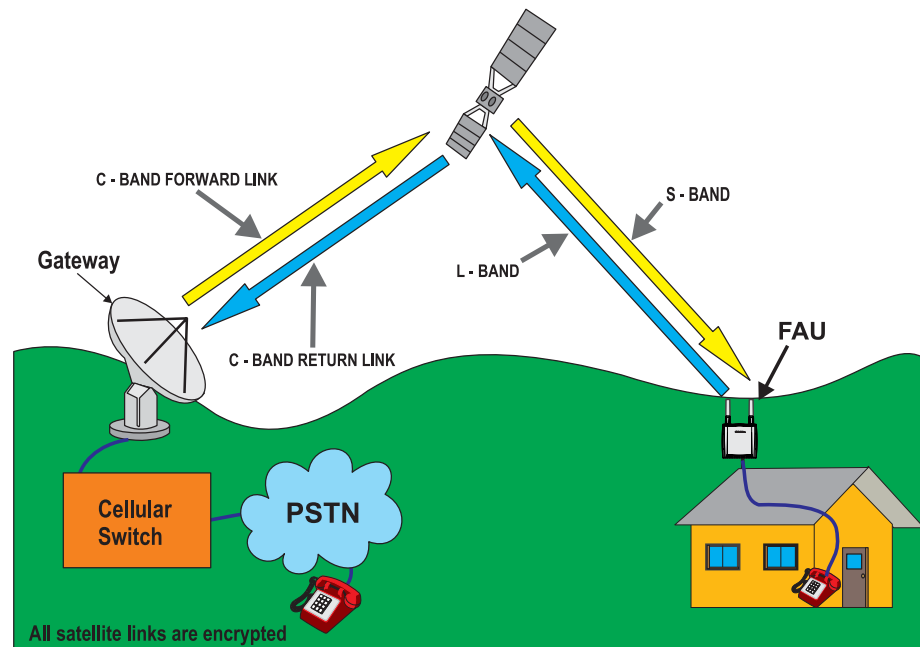 C - BAND FORWARD LINK
S - BAND
L - BAND
Gateway
C - BAND RETURN LINK
FAU
Cellular
Switch
PSTN
All satellite links are encrypted